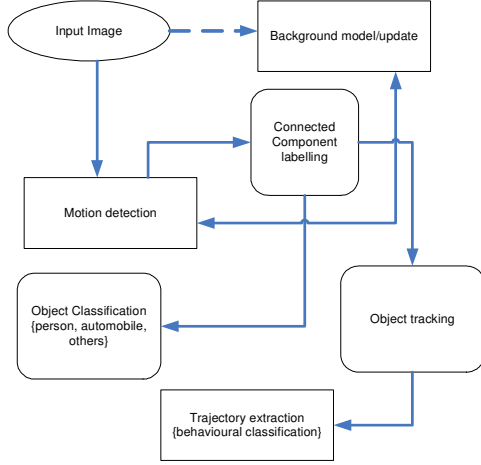 Input Image
Background model/update
Connected
Component
labelling
Motion detection
Object Classification
{person, automobile,
others}
Object tracking
Trajectory extraction
{behavioural classification}